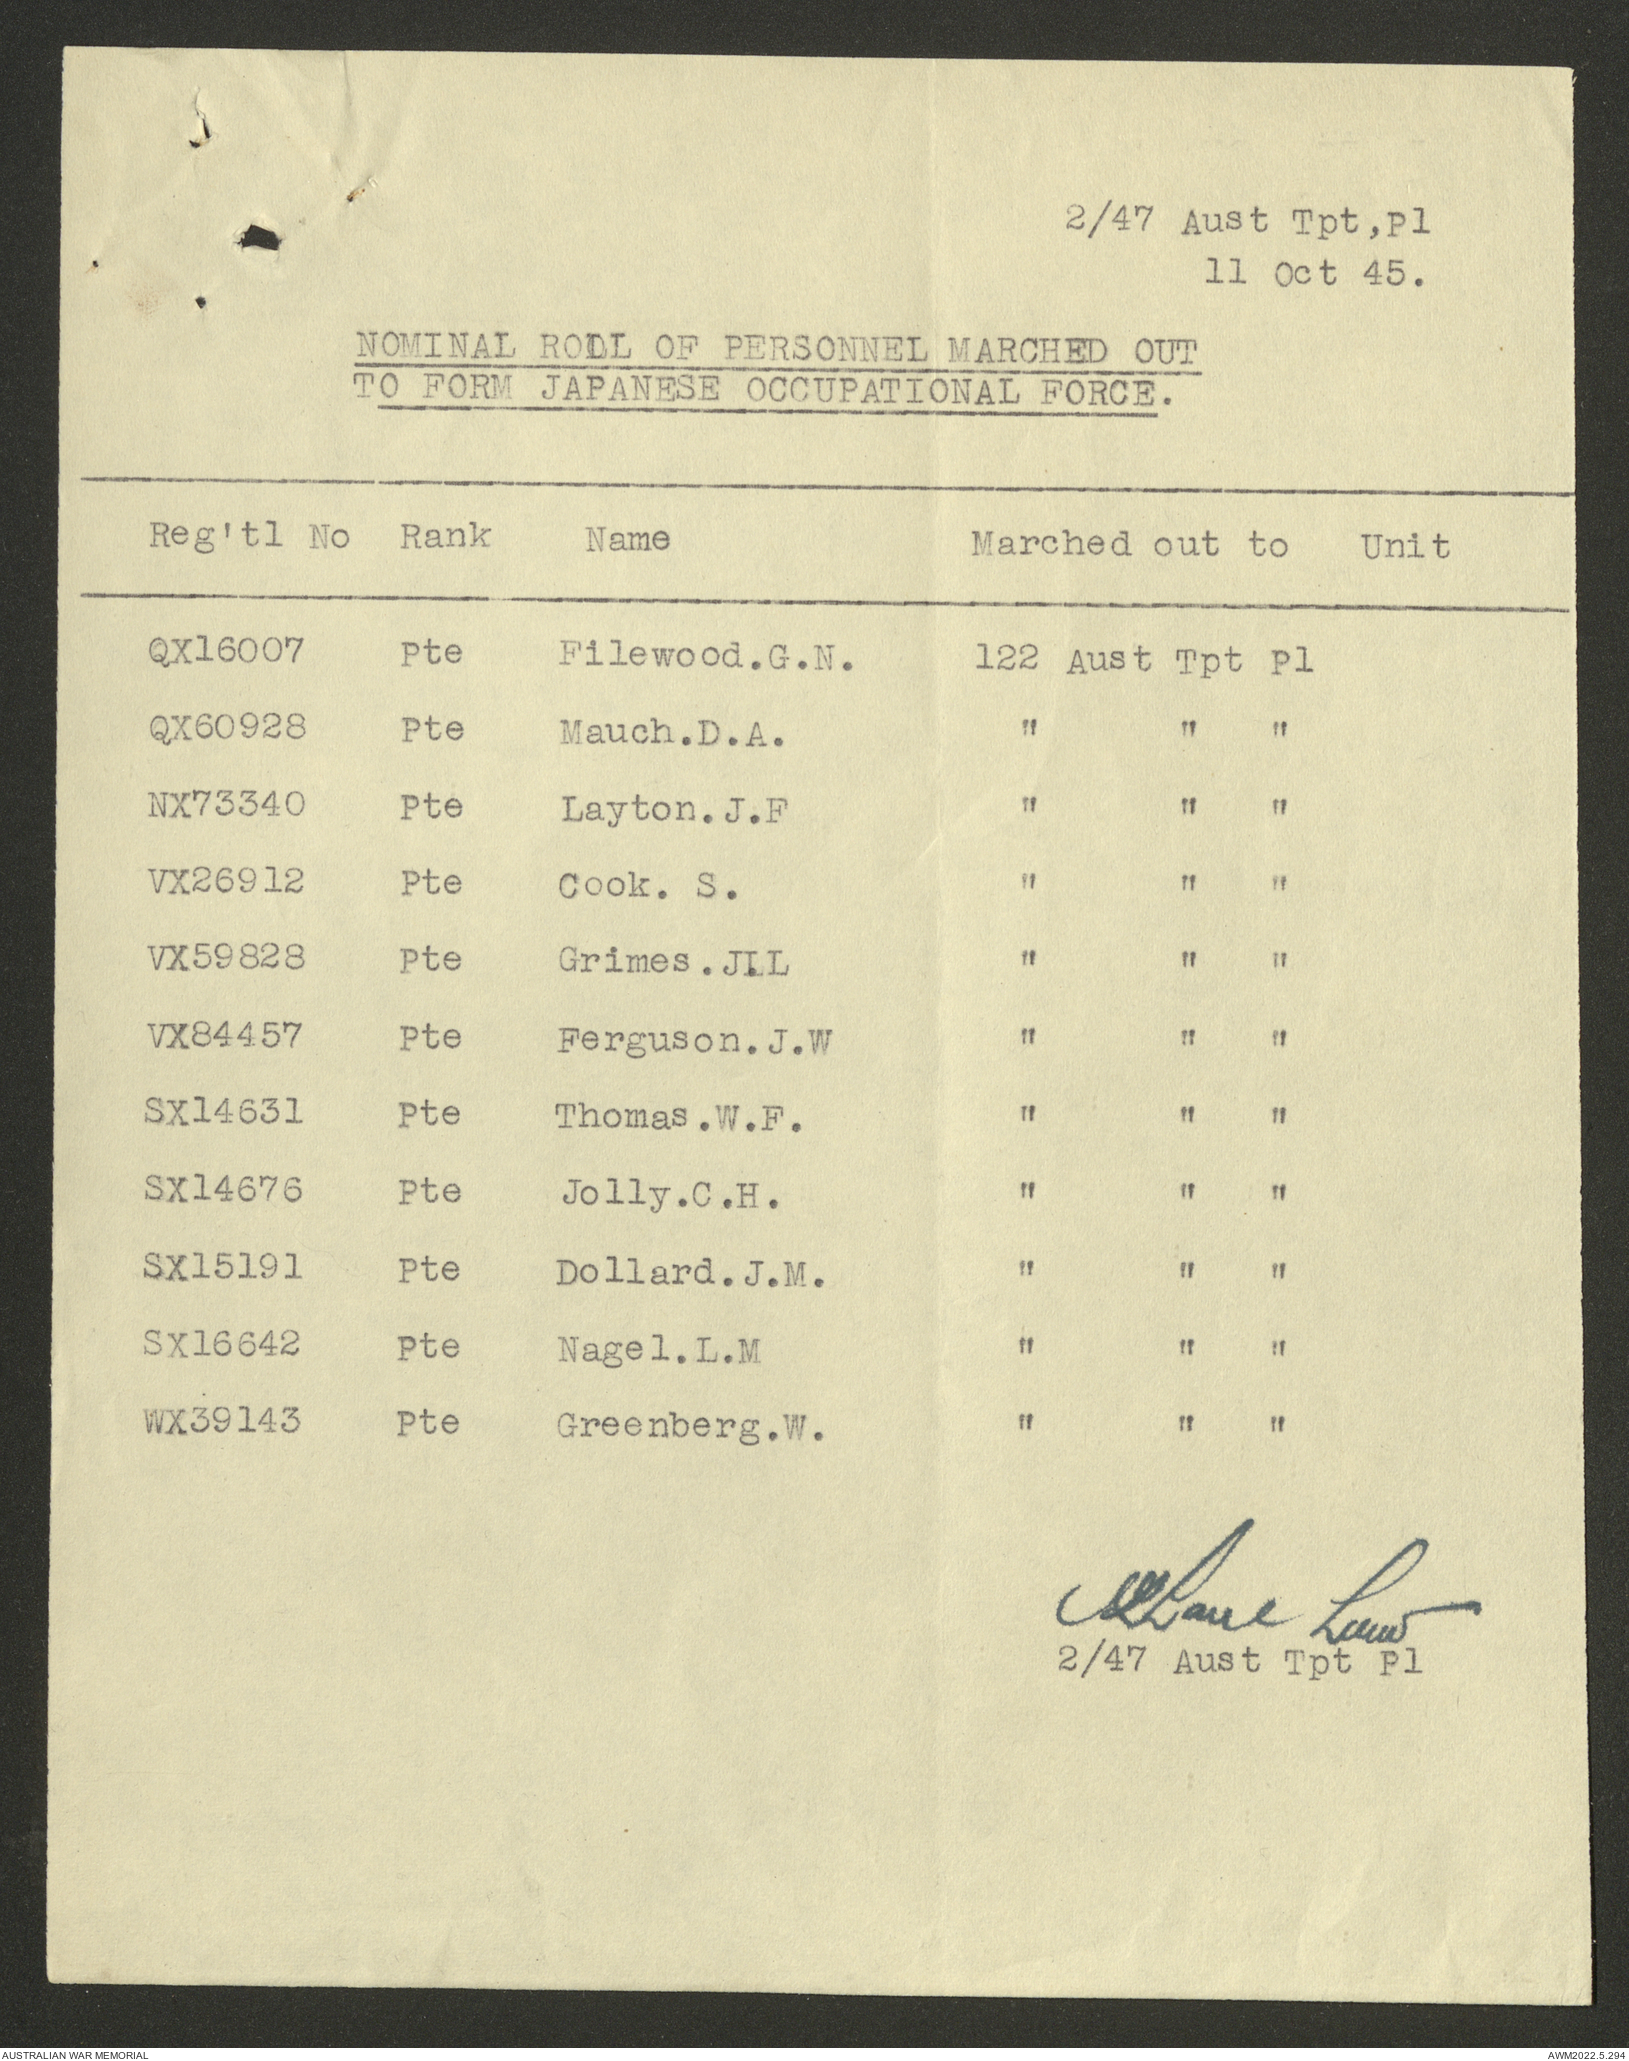 2/47 Aust Tpt,Pl
11 Oct 45.
NOMINAL ROLL OF PERSONNEL MARCHED OUT
TO FORM JAPANESE OCCUPATIONAL FORCE.
Reg'tl No Rank Name Marched out to Unit
QX16007 Pte Filewood.G.N. 122 Aust Tpt Pl
QX60928 Pte Mauch.D.A. " " "
NX73340 Pte Layton.J.F " " "
VX26912 Pte Cook. S. " " "
VX59828 Pte Grimes.J.L " " "
VX84457 Pte Ferguson.J.W " " "
SX14631 Pte Thomas.W.F. " " "
SX14676 Pte Jolly.C.H. " " "
SX15191 Pte Dollard.J.M. " " "
SX16642 Pte Nagel.L.M " " "
WX39143 Pte Greenberg.W. " " "
2/47 Aust Tpt Pl
AUSTRALIAN WAR MEMORIAL AWM2022.5.294